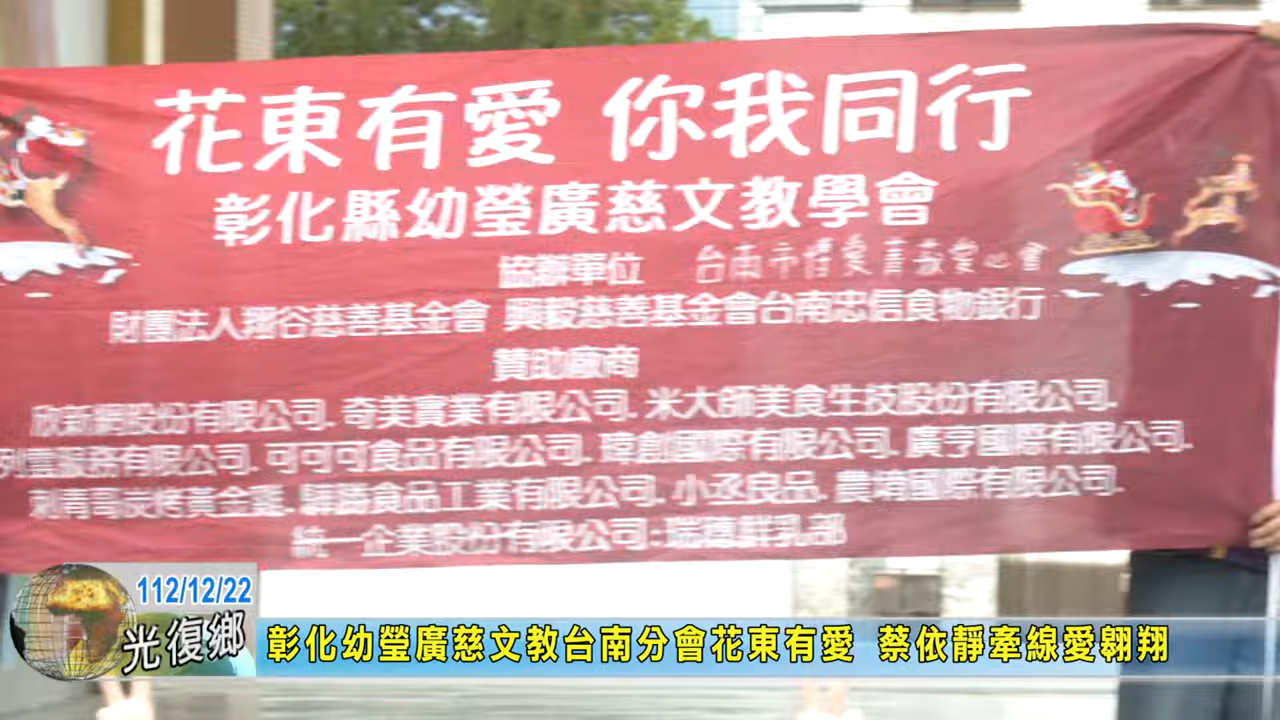 花東有愛 你我同行
彰化縣幼瑩廣慈文教學會
協辦單位 台南市攢愛菁英愛心會
財團法人翔谷慈善基金會 興毅慈善基金會台南忠信食物銀行
贊助廠商
欣新網股份有限公司. 奇美實業有限公司. 米大師美食生技股份有限公司.
服務有限公司. 可可可食品有限公司. 瑋創國際有限公司. 廣亨國際有限公司.
刺青哥炭烤黃金雞. 食品工業有限公司. 小丞良品. 國際有限公司.
統一企業股份有限公司:瑞穗鮮乳部
112/12/22
光復鄉
彰化幼瑩廣慈文教台南分會花東有愛 蔡依靜牽線愛翱翔